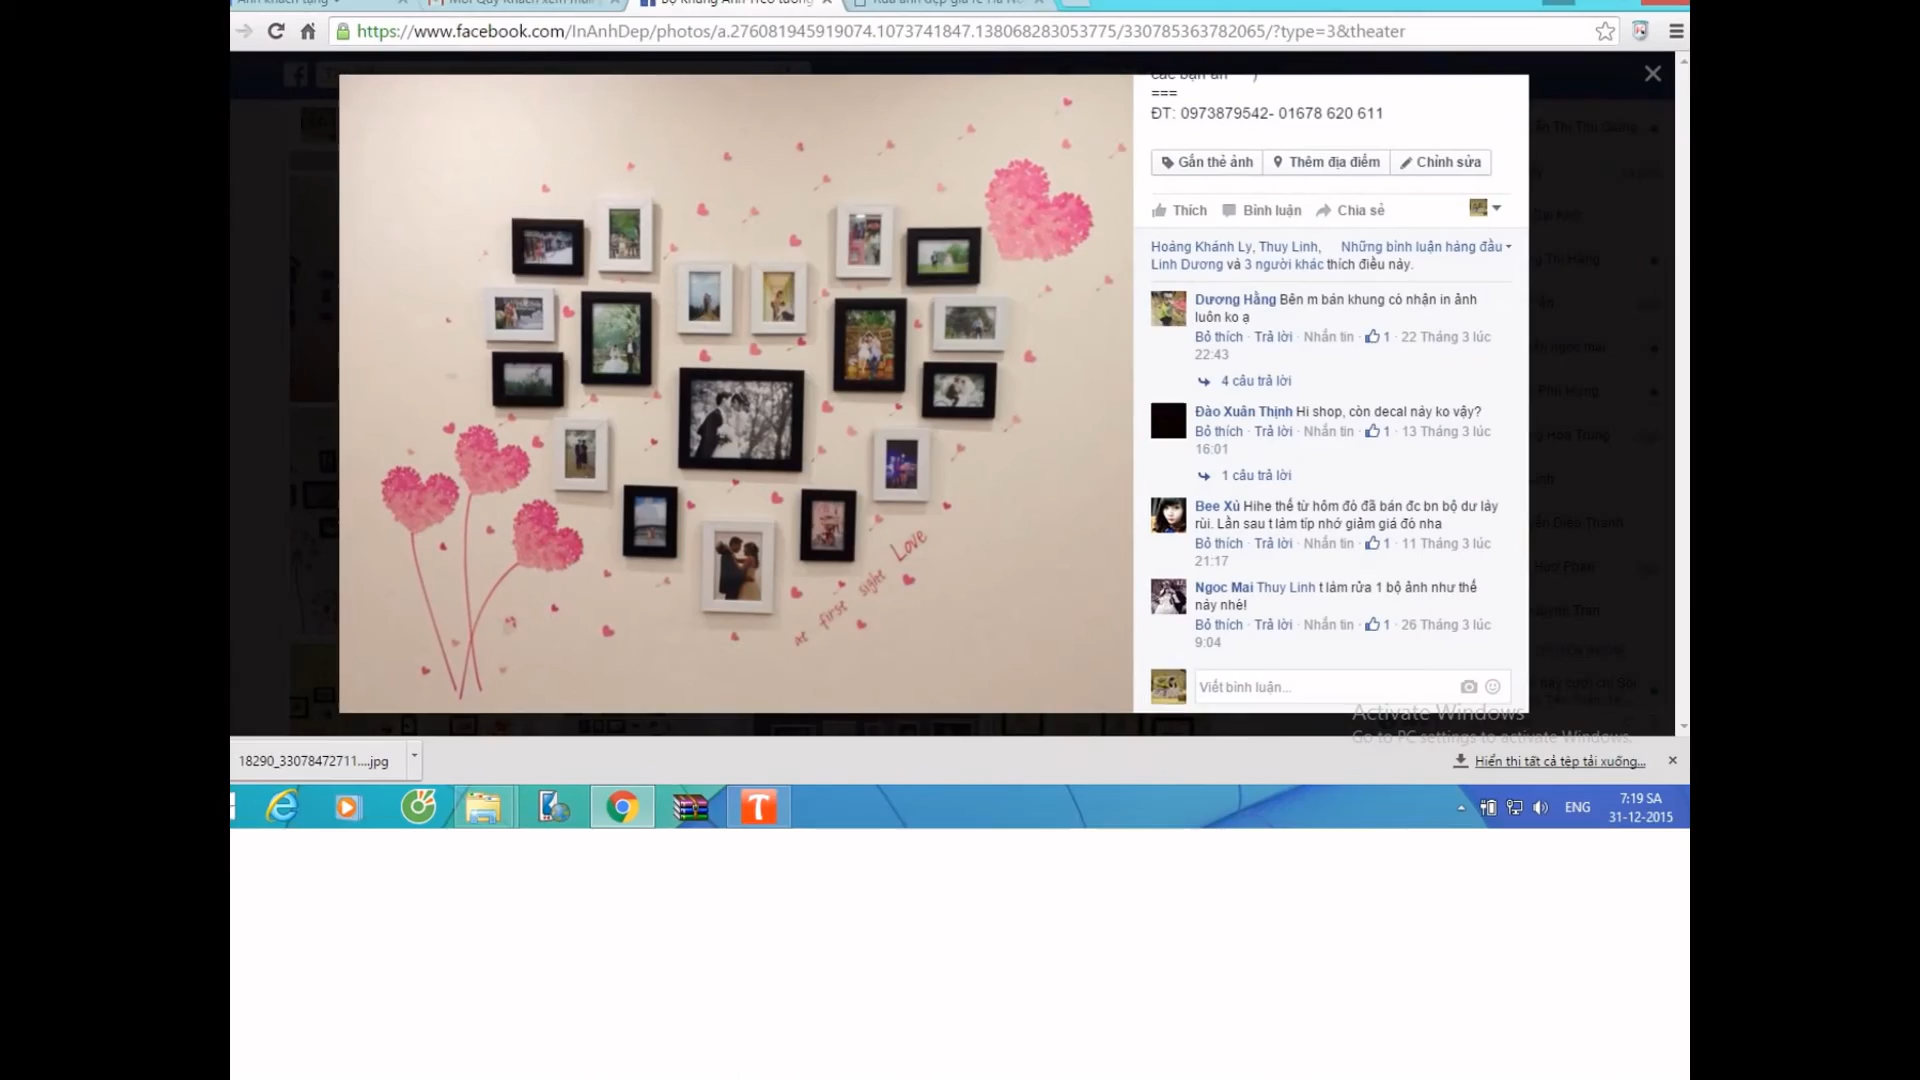 https://www.facebook.com/InAnhDep/photos/a.276081945919074.1073741847.138068283053775/330785363782065/?type=3&theater
===
ĐT: 0973879542- 01678 620 611
Gắn thẻ ảnh Thêm địa điểm Chỉnh sửa
Thích Bình luận Chia sẻ
Hoàng Khánh Ly, Thuy Linh, Những bình luận hàng đầu
Linh Dương và 3 người khác thích điều này.
Dương Hằng Bên m bán khung có nhận in ảnh
luôn ko ạ
Bỏ thích · Trả lời · Nhắn tin · 1 · 22 Tháng 3 lúc
22:43
4 câu trả lời
Đào Xuân Thịnh Hi shop, còn decal này ko vậy?
Bỏ thích · Trả lời · Nhắn tin · 1 · 13 Tháng 3 lúc
16:01
1 câu trả lời
Bee Xù Hihe thế từ hôm đó đã bán đc bn bộ dư lày
rùi. Lần sau t làm típ nhớ giảm giá đó nha
Bỏ thích · Trả lời · Nhắn tin · 1 · 11 Tháng 3 lúc
21:17
Ngoc Mai Thuy Linh t làm rửa 1 bộ ảnh như thế
này nhé!
Bỏ thích · Trả lời · Nhắn tin · 1 · 26 Tháng 3 lúc
9:04
Viết bình luận...
Love
at first sight
Activate Windows
Go to PC settings to activate Windows.
18290_33078472711....jpg
Hiển thị tất cả tệp tải xuống...
ENG
7:19 SA
31-12-2015